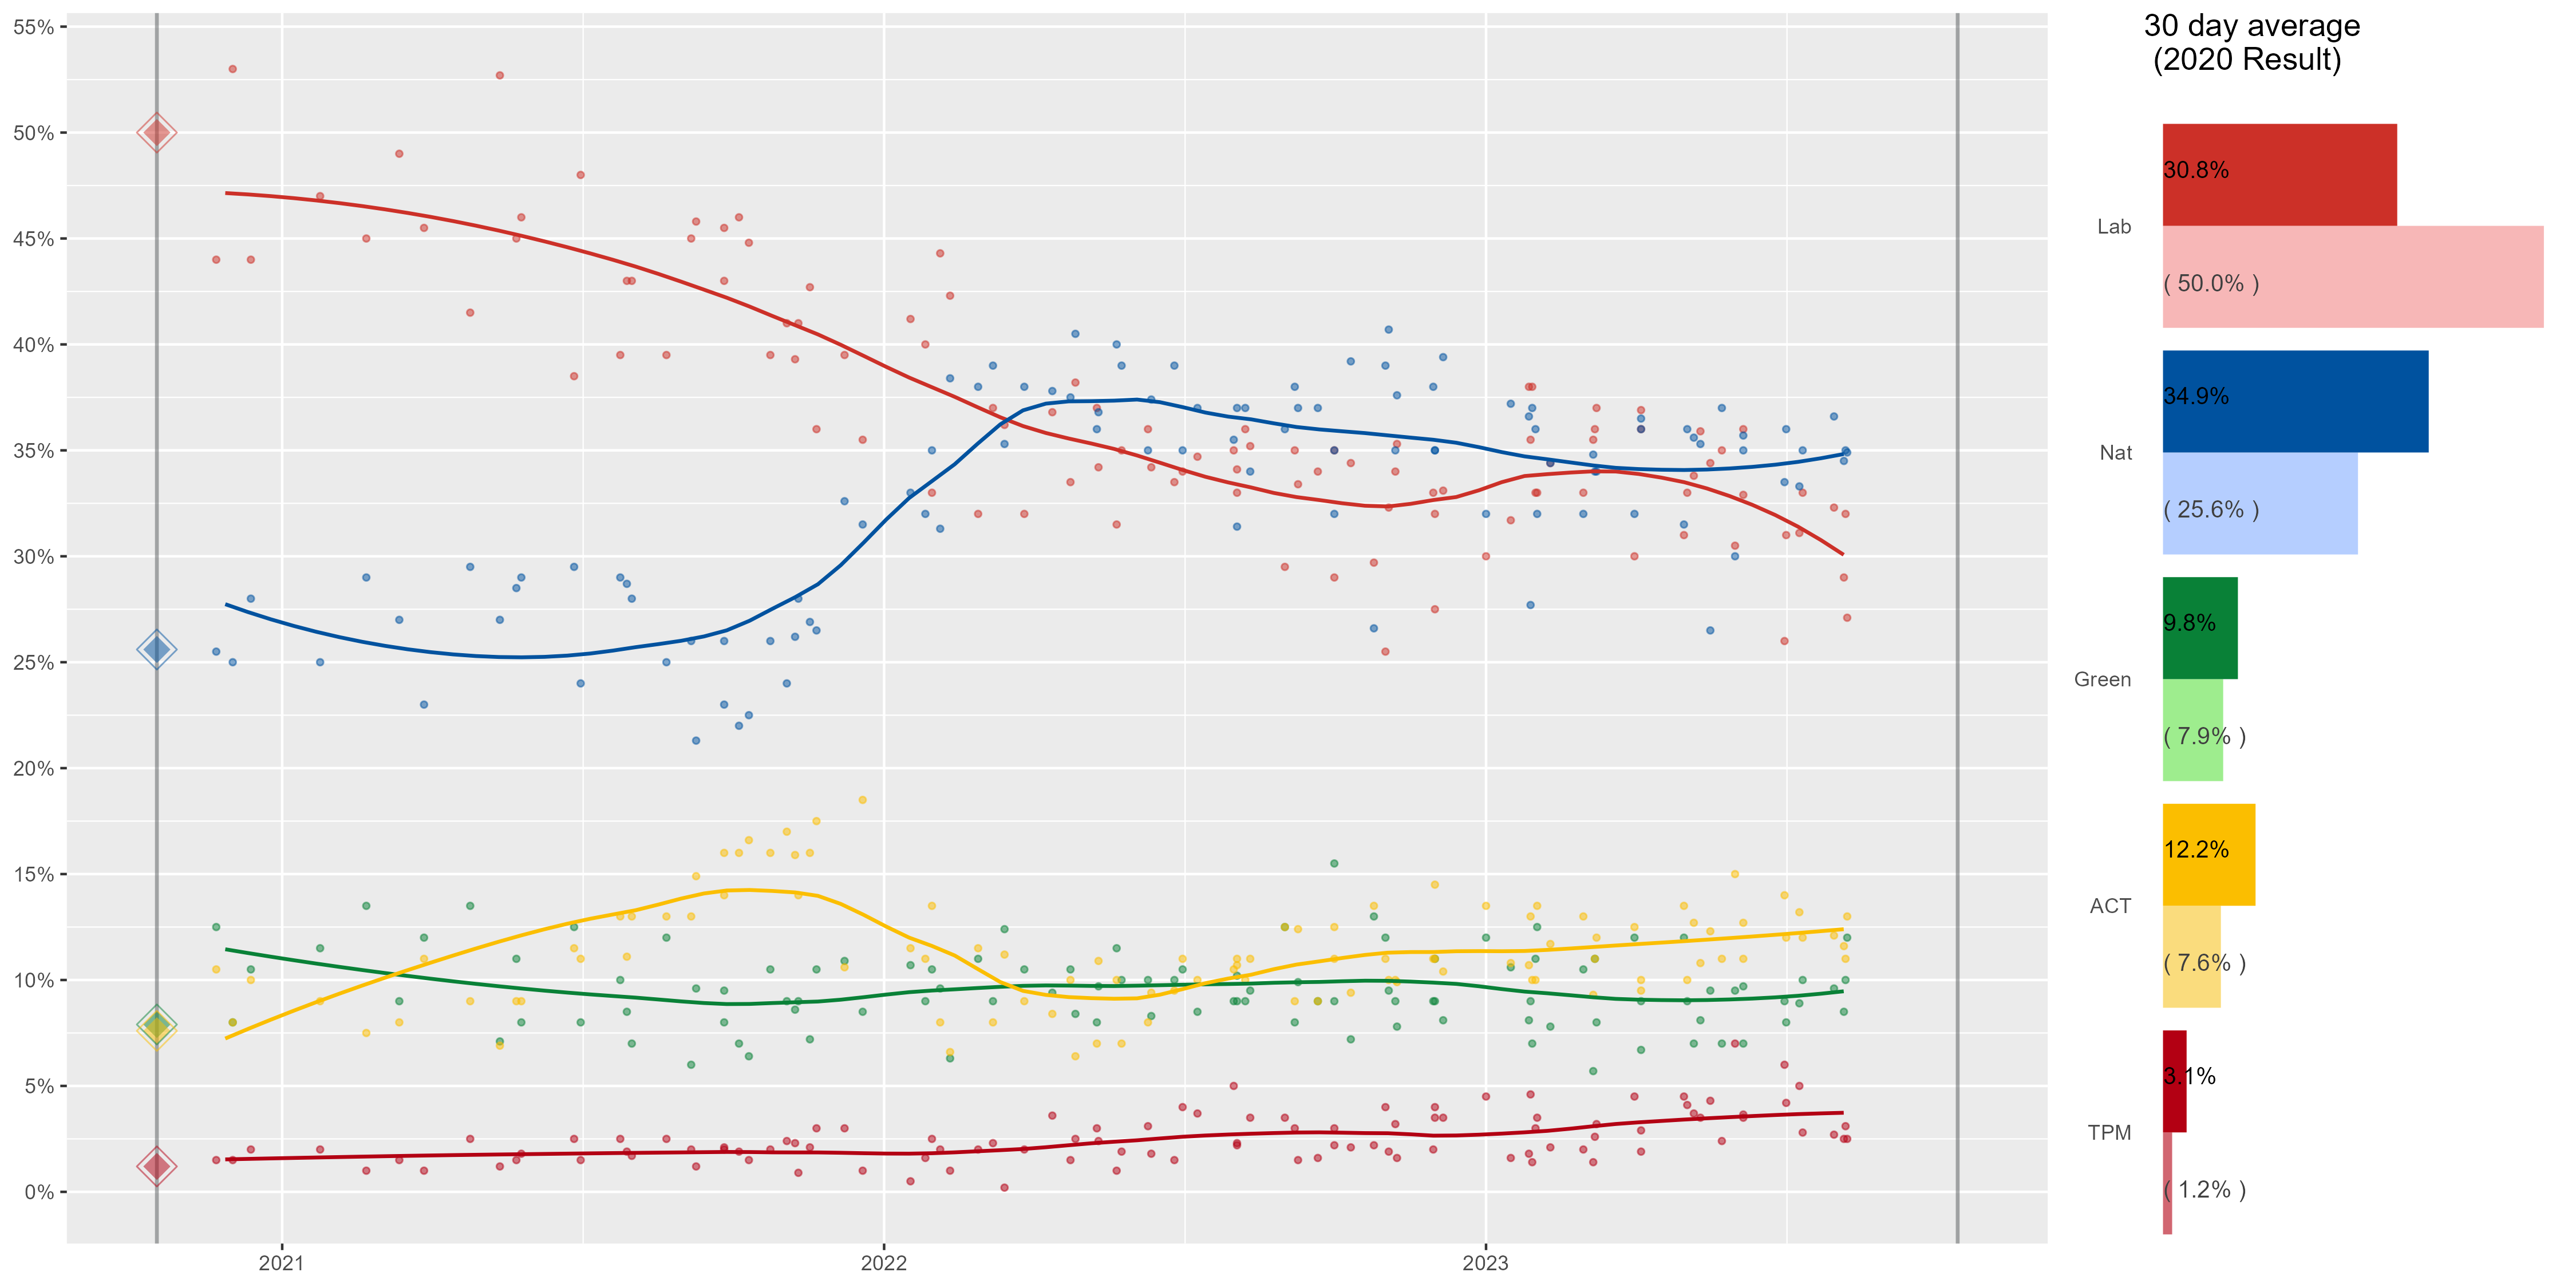 55%
50%
45%
40%
35%
30%
25%
20%
15%
10%
5%
0%
2021 2022 2023
30 day average
(2020 Result)
Lab
30.8%
( 50.0% )
Nat
34.9%
( 25.6% )
Green
9.8%
( 7.9% )
ACT
12.2%
( 7.6% )
TPM
3.1%
( 1.2% )